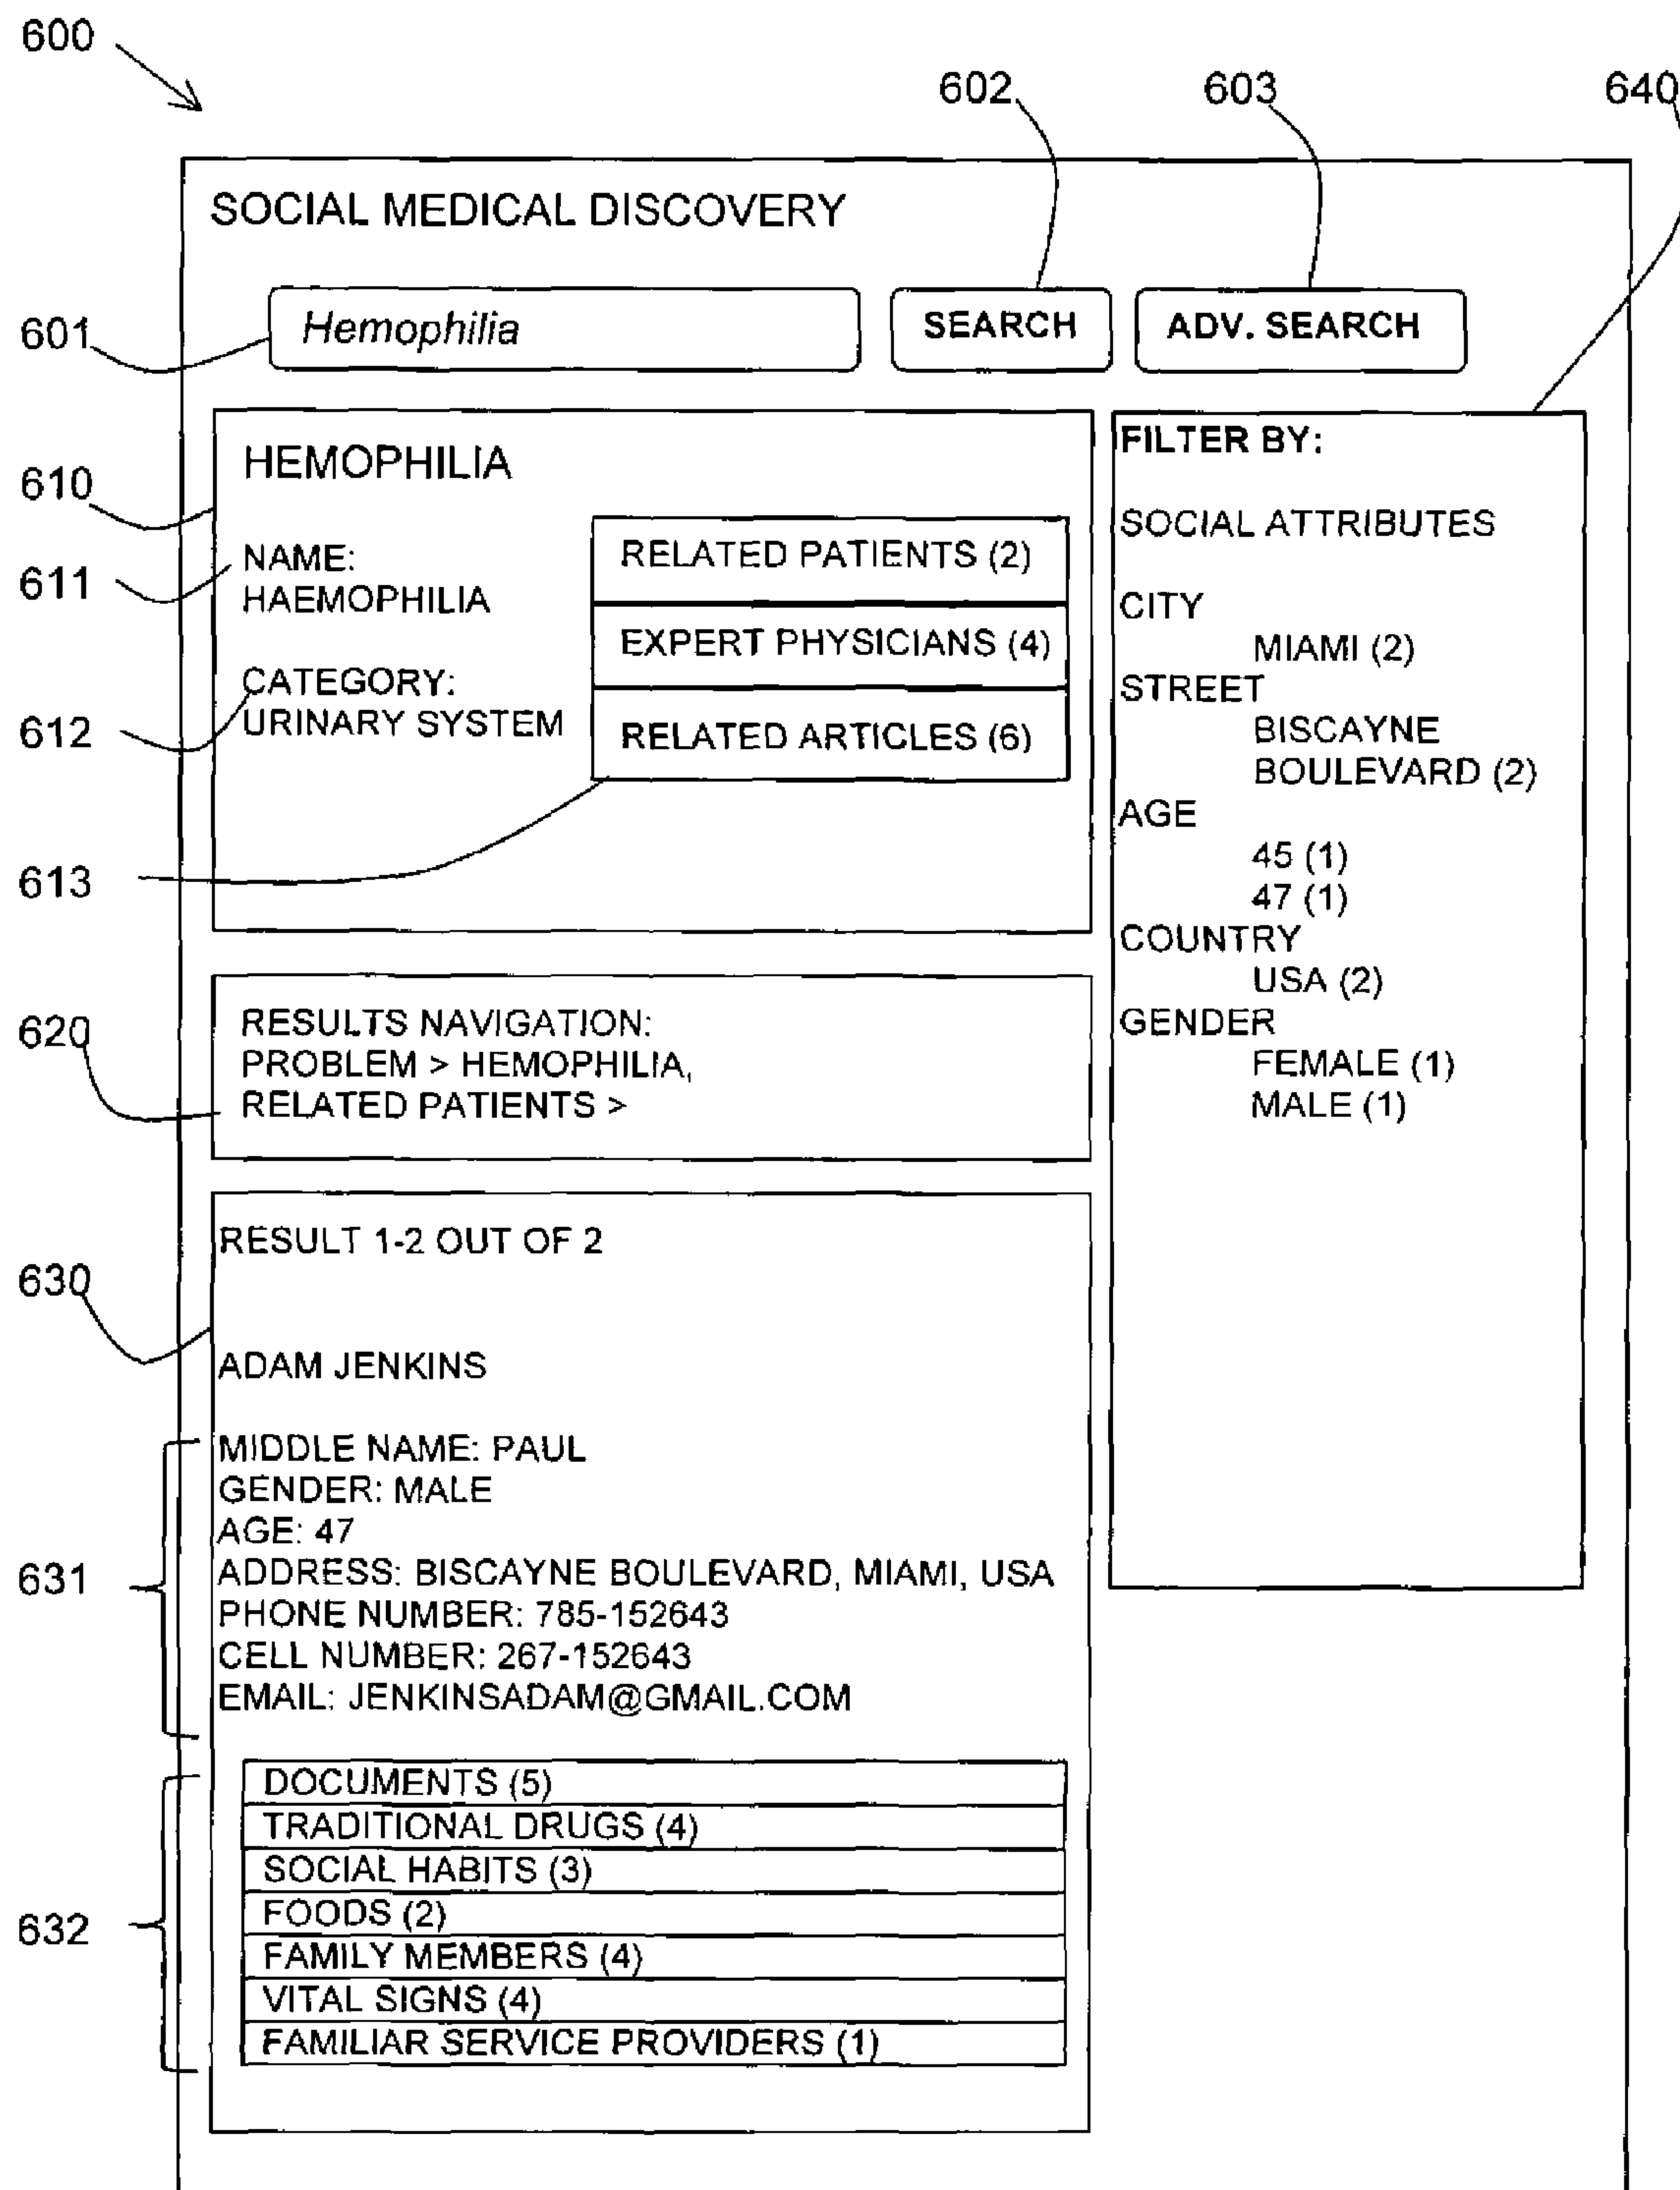 600
602
603
640
SOCIAL MEDICAL DISCOVERY
601
Hemophilia
SEARCH
ADV. SEARCH
610
HEMOPHILIA
611
NAME:
HAEMOPHILIA
612
CATEGORY:
URINARY SYSTEM
RELATED PATIENTS (2)
EXPERT PHYSICIANS (4)
RELATED ARTICLES (6)
613
620
RESULTS NAVIGATION:
PROBLEM > HEMOPHILIA,
RELATED PATIENTS >
630
RESULT 1-2 OUT OF 2
ADAM JENKINS
631
MIDDLE NAME: PAUL
GENDER: MALE
AGE: 47
ADDRESS: BISCAYNE BOULEVARD, MIAMI, USA
PHONE NUMBER: 785-152643
CELL NUMBER: 267-152643
EMAIL: JENKINSADAM@GMAIL.COM
632
DOCUMENTS (5)
TRADITIONAL DRUGS (4)
SOCIAL HABITS (3)
FOODS (2)
FAMILY MEMBERS (4)
VITAL SIGNS (4)
FAMILIAR SERVICE PROVIDERS (1)
FILTER BY:
SOCIAL ATTRIBUTES
CITY
MIAMI (2)
STREET
BISCAYNE
BOULEVARD (2)
AGE
45 (1)
47 (1)
COUNTRY
USA (2)
GENDER
FEMALE (1)
MALE (1)